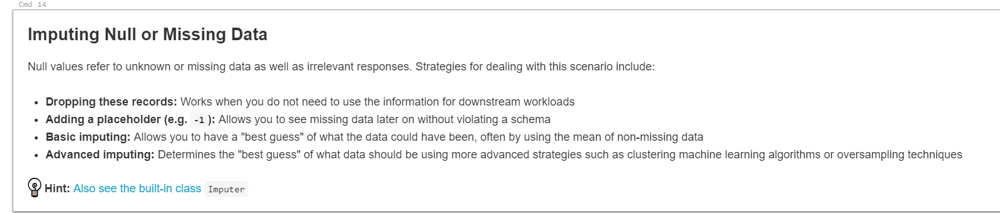 Cmd 14
Imputing Null or Missing Data
Null values refer to unknown or missing data as well as irrelevant responses. Strategies for dealing with this scenario include:
• Dropping these records: Works when you do not need to use the information for downstream workloads
• Adding a placeholder (e.g. -1): Allows you to see missing data later on without violating a schema
• Basic imputing: Allows you to have a "best guess" of what the data could have been, often by using the mean of non-missing data
• Advanced imputing: Determines the "best guess" of what data should be using more advanced strategies such as clustering machine learning algorithms or oversampling techniques
Hint: Also see the built-in class Imputer